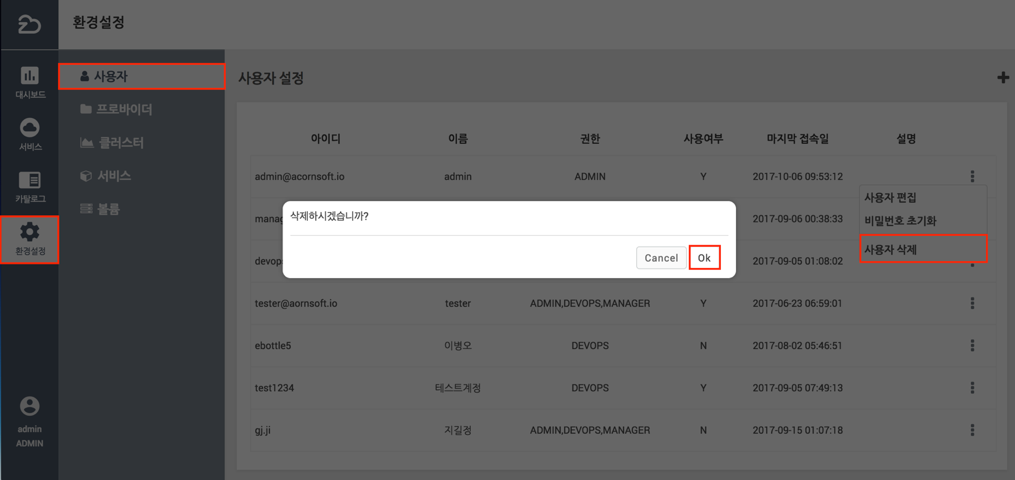 환경설정
대시보드
서비스
카탈로그
환경설정
admin
ADMIN
사용자
프로바이더
클러스터
서비스
볼륨
사용자 설정
아이디 이름 권한 사용여부 마지막 접속일 설명
admin@acornsoft.io admin ADMIN Y 2017-10-06 09:53:12
사용자 편집
비밀번호 초기화
사용자 삭제
2017-09-06 00:38:33
2017-09-05 01:08:02
삭제하시겠습니까?
Cancel Ok
tester@aornsoft.io tester ADMIN,DEVOPS,MANAGER Y 2017-06-23 06:59:01
ebottle5 이병오 DEVOPS N 2017-08-02 05:46:51
test1234 테스트계정 DEVOPS Y 2017-09-05 07:49:13
gj.ji 지길정 ADMIN,DEVOPS,MANAGER N 2017-09-15 01:07:18